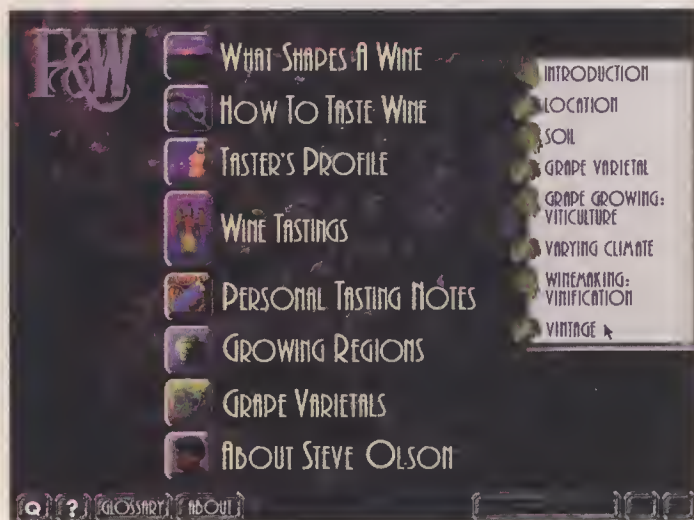 F&W
WHAT SHAPES A WINE
HOW TO TASTE WINE
TASTER'S PROFILE
WINE TASTINGS
PERSONAL TASTING NOTES
GROWING REGIONS
GRAPE VARIETALS
ABOUT STEVE OLSON
INTRODUCTION
LOCATION
SOIL
GRAPE VARIETAL
GRAPE GROWING:
VITICULTURE
VARYING CLIMATE
WINEMAKING:
VINIFICATION
VINTAGE
Q ? GLOSSARY ABOUT